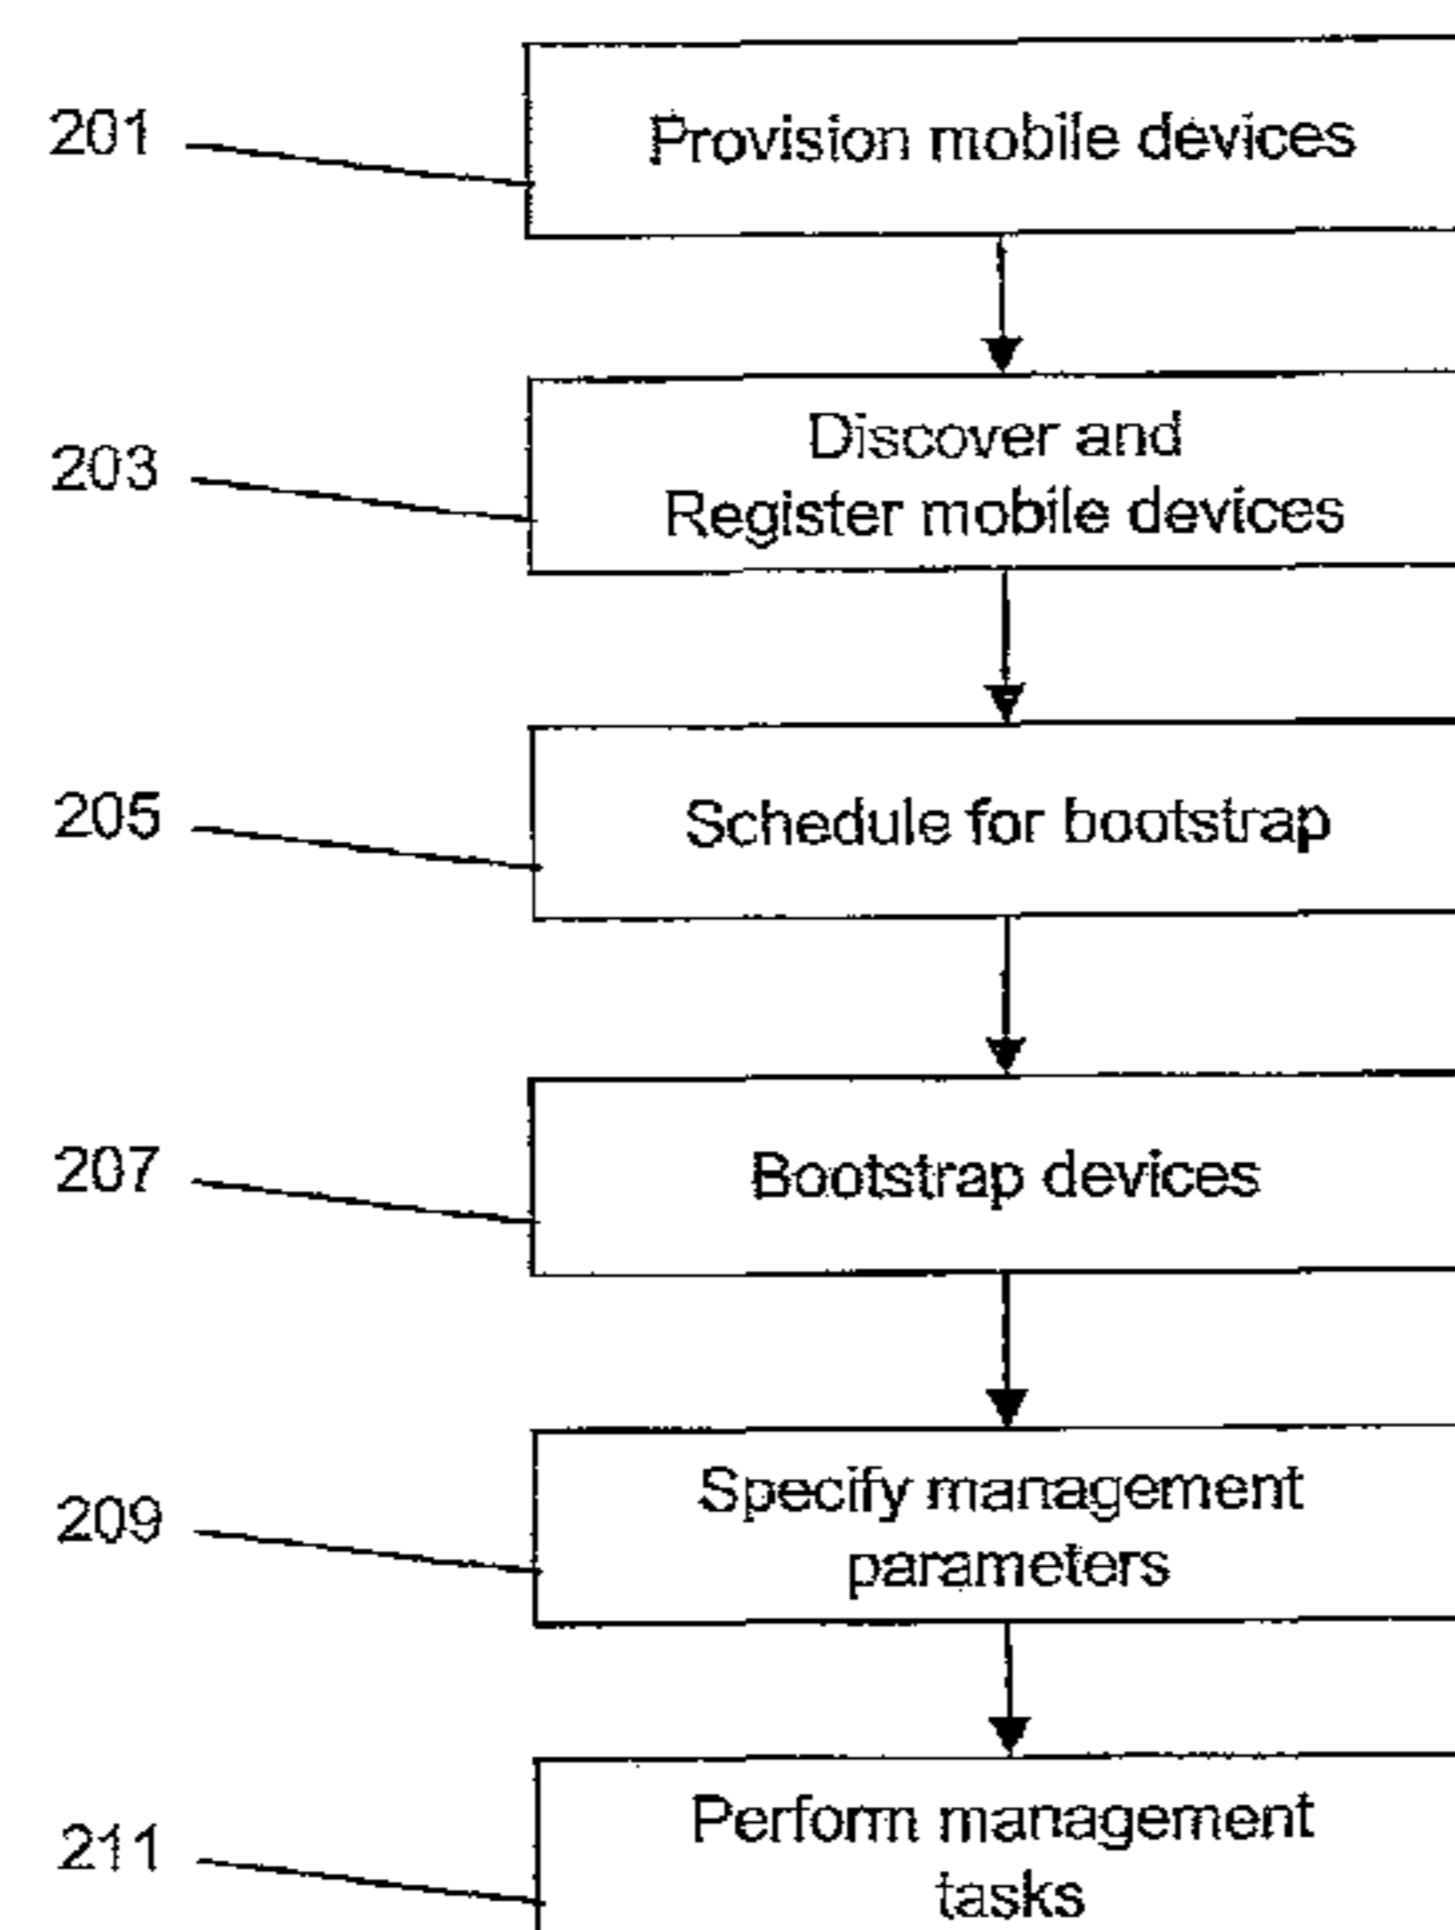 201
Provision mobile devices
203
Discover and
Register mobile devices
205
Schedule for bootstrap
207
Bootstrap devices
209
Specify management
parameters
211
Perform management
tasks